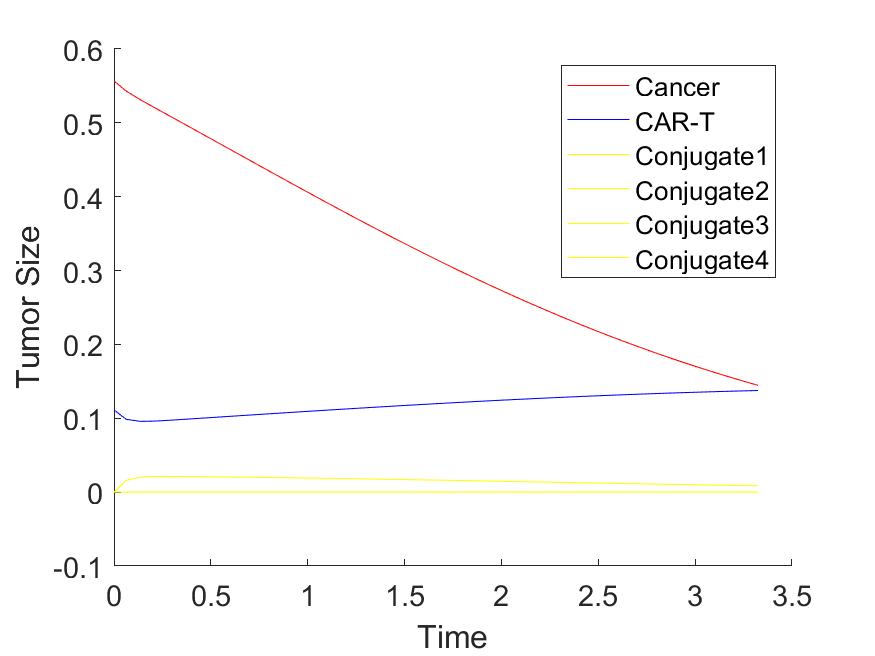 0.6
0.5
0.4
0.3
0.2
0.1
0
-0.1
Tumor Size
0 0.5 1 1.5 2 2.5 3 3.5
Time
Cancer
CAR-T
Conjugate1
Conjugate2
Conjugate3
Conjugate4